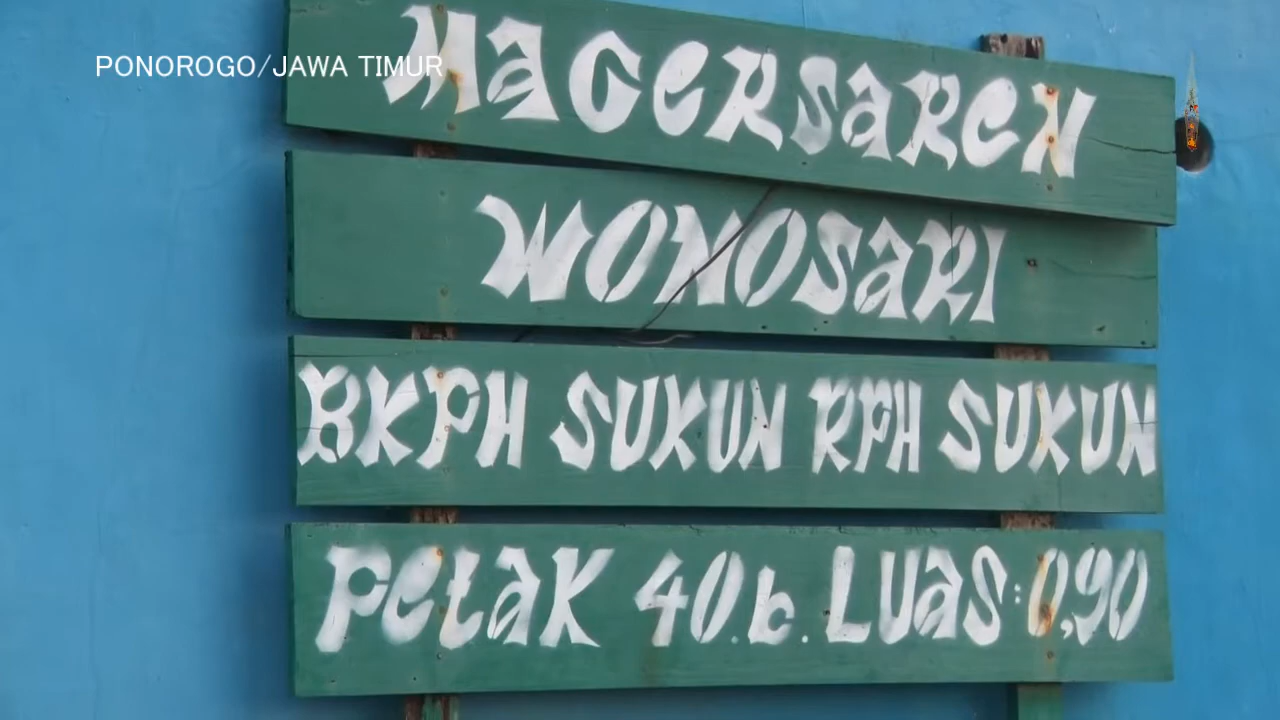 PONOROGO/JAWA TIMUR
MaGeRSaReN
WONOSaRI
BKPH SUKUN RPH SUKUN
PetaK 40.b. LUaS: 0,90